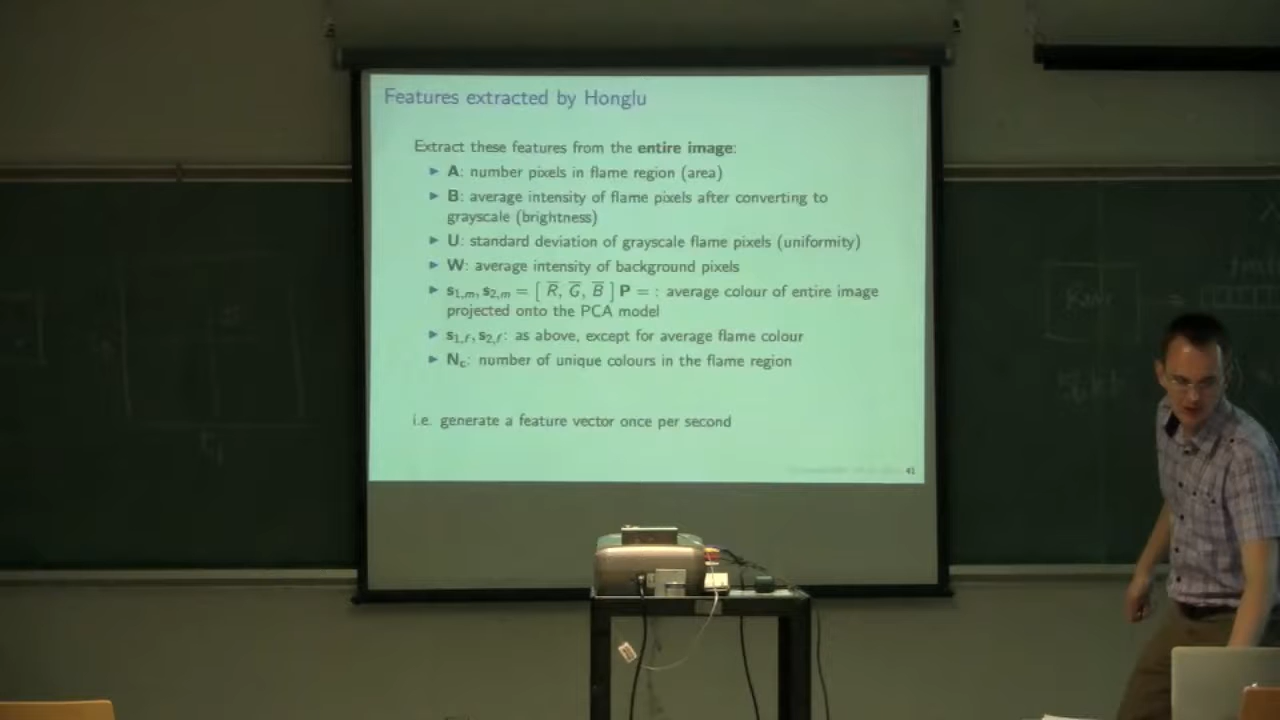 Features extracted by Honglu
Extract these features from the entire image:
► A: number pixels in flame region (area)
► B: average intensity of flame pixels after converting to
grayscale (brightness)
► U: standard deviation of grayscale flame pixels (uniformity)
► W: average intensity of background pixels
► s₁,ₘ, s₂,ₘ = [ R̅, G̅, B̅ ] P = : average colour of entire image
projected onto the PCA model
► s₁,f, s₂,f: as above, except for average flame colour
► N_c: number of unique colours in the flame region
i.e. generate a feature vector once per second
41